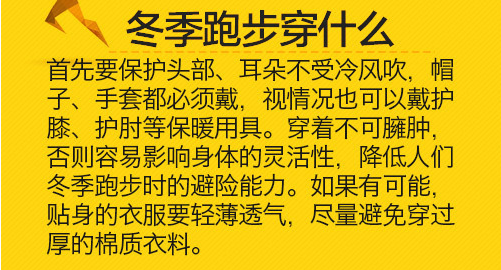 冬季跑步穿什么
首先要保护头部、耳朵不受冷风吹，帽
子、手套都必须戴，视情况也可以戴护
膝、护肘等保暖用具。穿着不可臃肿，
否则容易影响身体的灵活性，降低人们
冬季跑步时的避险能力。如果有可能，
贴身的衣服要轻薄透气，尽量避免穿过
厚的棉质衣料。